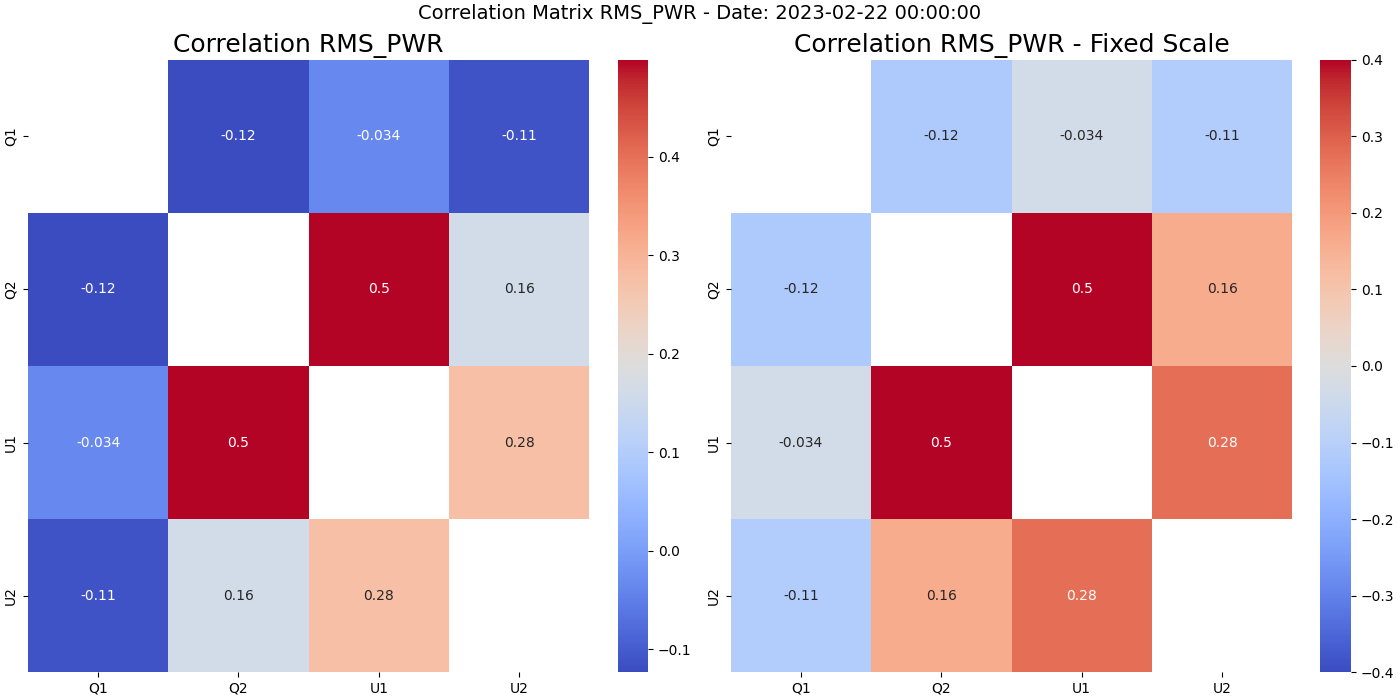 Correlation Matrix RMS_PWR - Date: 2023-02-22 00:00:00
Correlation RMS_PWR
Q1
-0.12
-0.034
-0.11
Q2
-0.12
0.5
0.16
U1
-0.034
0.5
0.28
U2
-0.11
0.16
0.28
Q1
Q2
U1
U2
0.4
0.3
0.2
0.1
0.0
−0.1
Correlation RMS_PWR - Fixed Scale
Q1
-0.12
-0.034
-0.11
Q2
-0.12
0.5
0.16
U1
-0.034
0.5
0.28
U2
-0.11
0.16
0.28
Q1
Q2
U1
U2
0.4
0.3
0.2
0.1
0.0
−0.1
−0.2
−0.3
−0.4